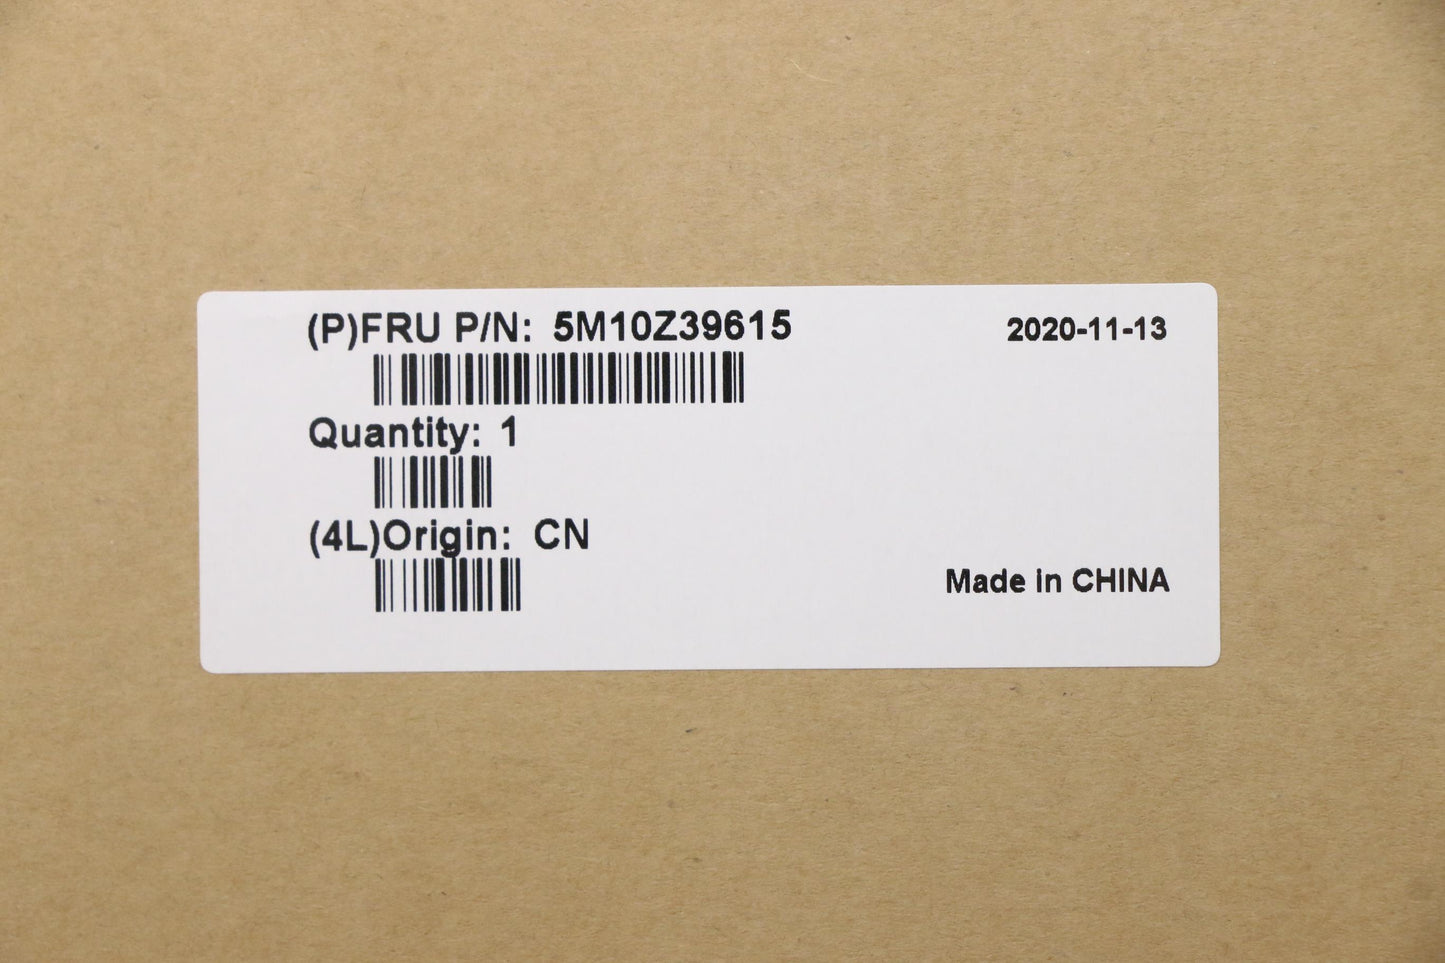 (P)FRU P/N: 5M10Z39615
2020-11-13
Quantity: 1
(4L)Origin: CN
Made in CHINA